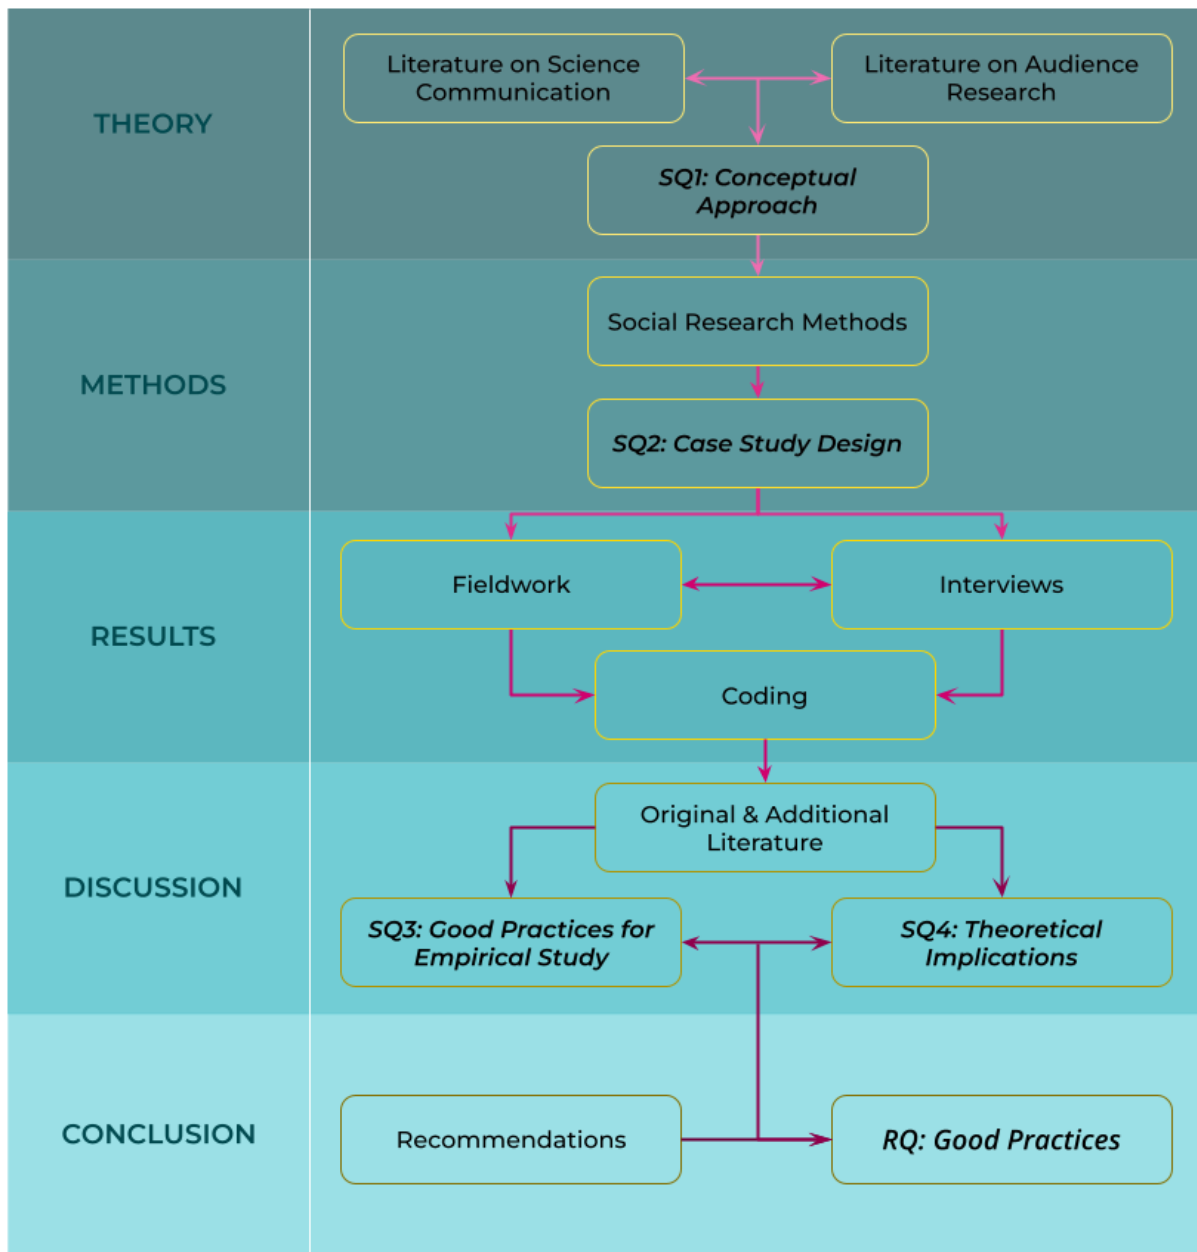 THEORY
Literature on Science
Communication
Literature on Audience
Research
SQ1: Conceptual
Approach
METHODS
Social Research Methods
SQ2: Case Study Design
RESULTS
Fieldwork
Interviews
Coding
DISCUSSION
Original & Additional
Literature
SQ3: Good Practices for
Empirical Study
SQ4: Theoretical
Implications
CONCLUSION
Recommendations
RQ: Good Practices